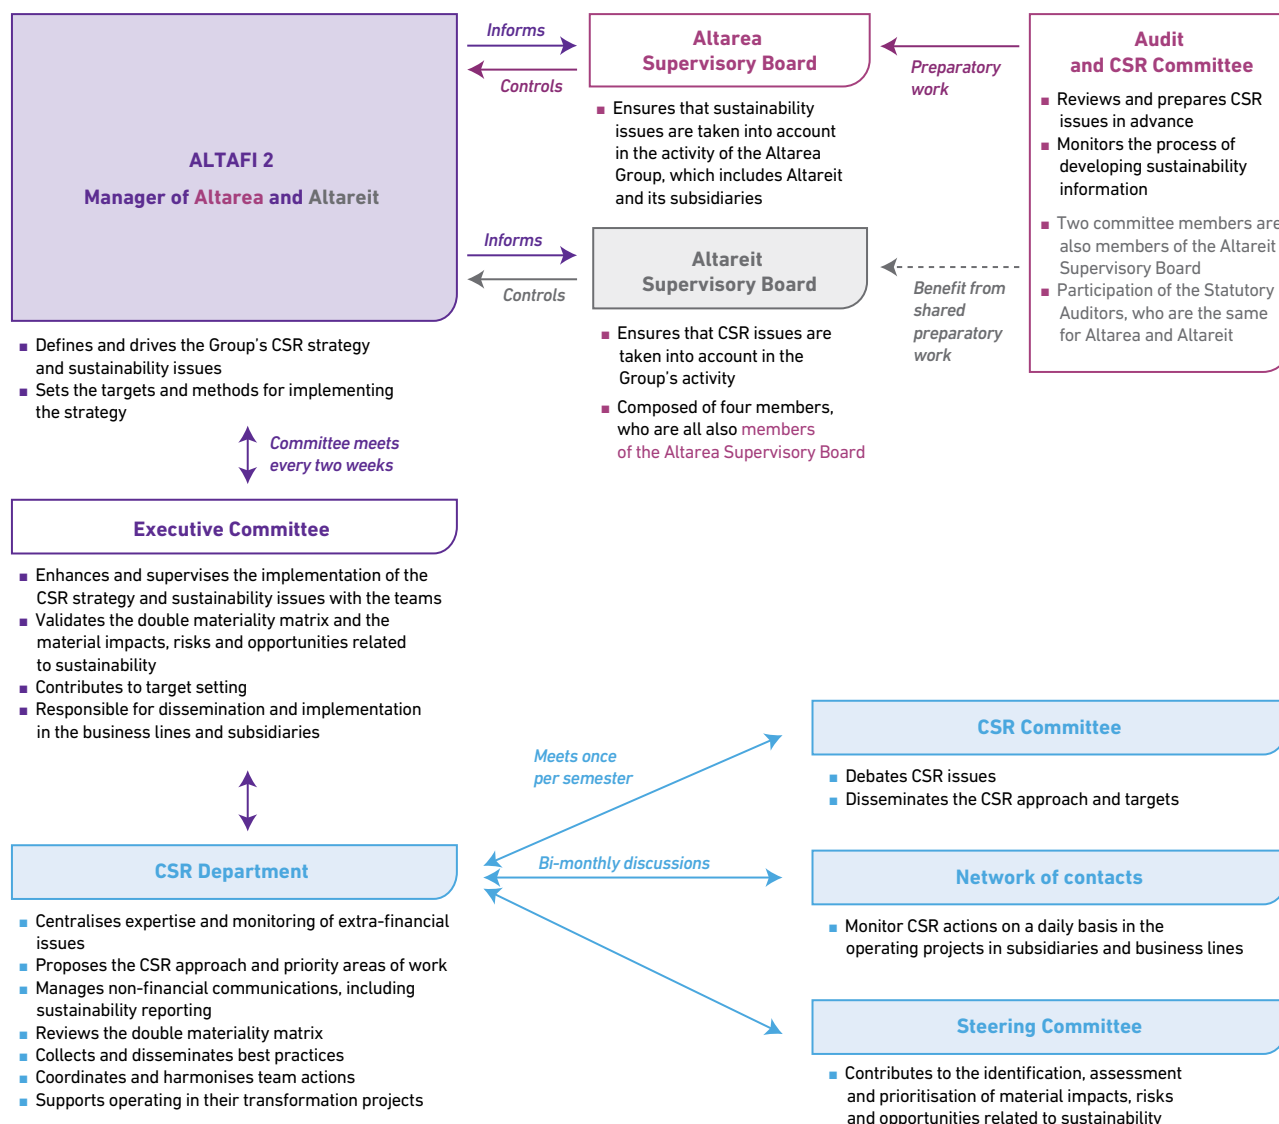 Informs
Controls
ALTAFI 2
Manager of Altarea and Altareit
Informs
Controls
Altarea
Supervisory Board
■ Ensures that sustainability
issues are taken into account
in the activity of the Altarea
Group, which includes Altareit
and its subsidiaries
Altareit
Supervisory Board
■ Ensures that CSR issues are
taken into account in the
Group's activity
■ Composed of four members,
who are all also members
of the Altarea Supervisory Board
Preparatory
work
Benefit from
shared
preparatory
work
Audit
and CSR Committee
■ Reviews and prepares CSR
issues in advance
■ Monitors the process of
developing sustainability
information
■ Two committee members are
also members of the Altareit
Supervisory Board
■ Participation of the Statutory
Auditors, who are the same
for Altarea and Altareit
■ Defines and drives the Group's CSR strategy
and sustainability issues
■ Sets the targets and methods for implementing
the strategy
Committee meets
every two weeks
Executive Committee
■ Enhances and supervises the implementation of the
CSR strategy and sustainability issues with the teams
■ Validates the double materiality matrix and the
material impacts, risks and opportunities related
to sustainability
■ Contributes to target setting
■ Responsible for dissemination and implementation
in the business lines and subsidiaries
CSR Department
■ Centralises expertise and monitoring of extra-financial
issues
■ Proposes the CSR approach and priority areas of work
■ Manages non-financial communications, including
sustainability reporting
■ Reviews the double materiality matrix
■ Collects and disseminates best practices
■ Coordinates and harmonises team actions
■ Supports operating in their transformation projects
Meets once
per semester
Bi-monthly discussions
CSR Committee
■ Debates CSR issues
■ Disseminates the CSR approach and targets
Network of contacts
■ Monitor CSR actions on a daily basis in the
operating projects in subsidiaries and business lines
Steering Committee
■ Contributes to the identification, assessment
and prioritisation of material impacts, risks
and opportunities related to sustainability